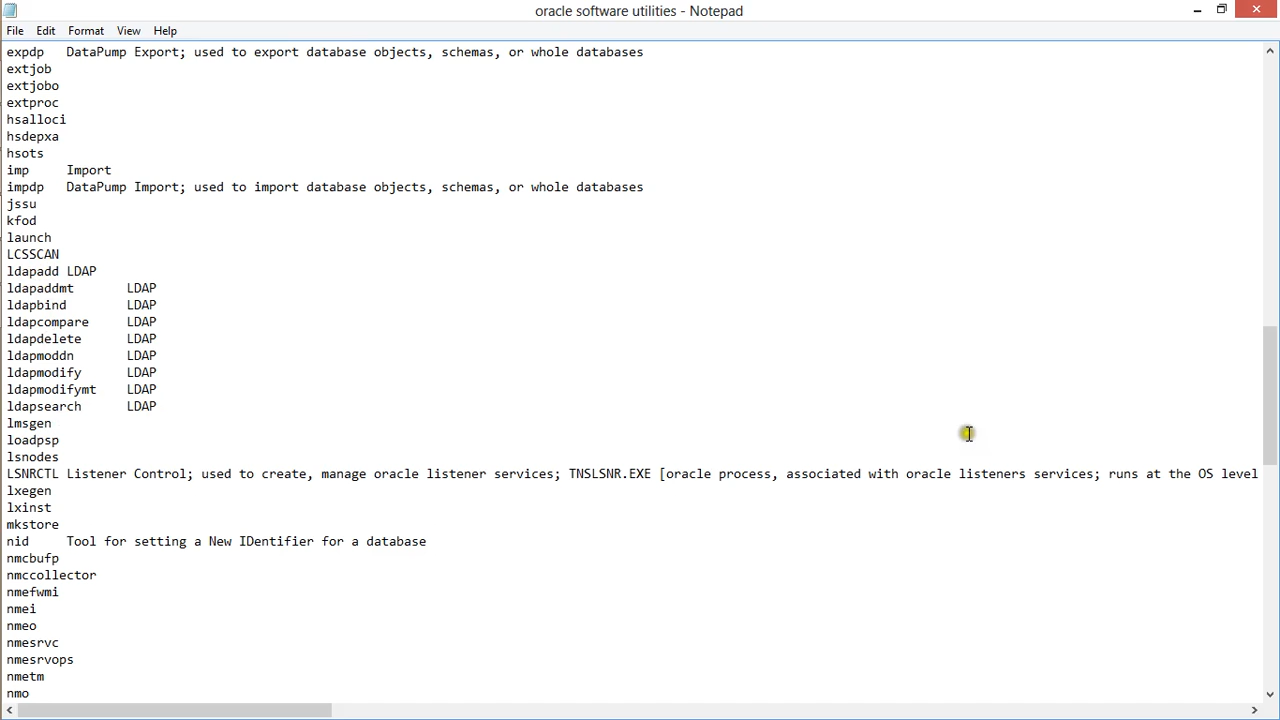 oracle software utilities - Notepad
File Edit Format View Help
expdp DataPump Export; used to export database objects, schemas, or whole databases
extjob
extjobo
extproc
hsalloci
hsdepxa
hsots
imp Import
impdp DataPump Import; used to import database objects, schemas, or whole databases
jssu
kfod
launch
LCSSCAN
ldapadd LDAP
ldapaddmt LDAP
ldapbind LDAP
ldapcompare LDAP
ldapdelete LDAP
ldapmoddn LDAP
ldapmodify LDAP
ldapmodifymt LDAP
ldapsearch LDAP
lmsgen
loadpsp
lsnodes
LSNRCTL Listener Control; used to create, manage oracle listener services; TNSLSNR.EXE [oracle process, associated with oracle listeners services; runs at the OS level
lxegen
lxinst
mkstore
nid Tool for setting a New IDentifier for a database
nmcbufp
nmccollector
nmefwmi
nmei
nmeo
nmesrvc
nmesrvops
nmetm
nmo